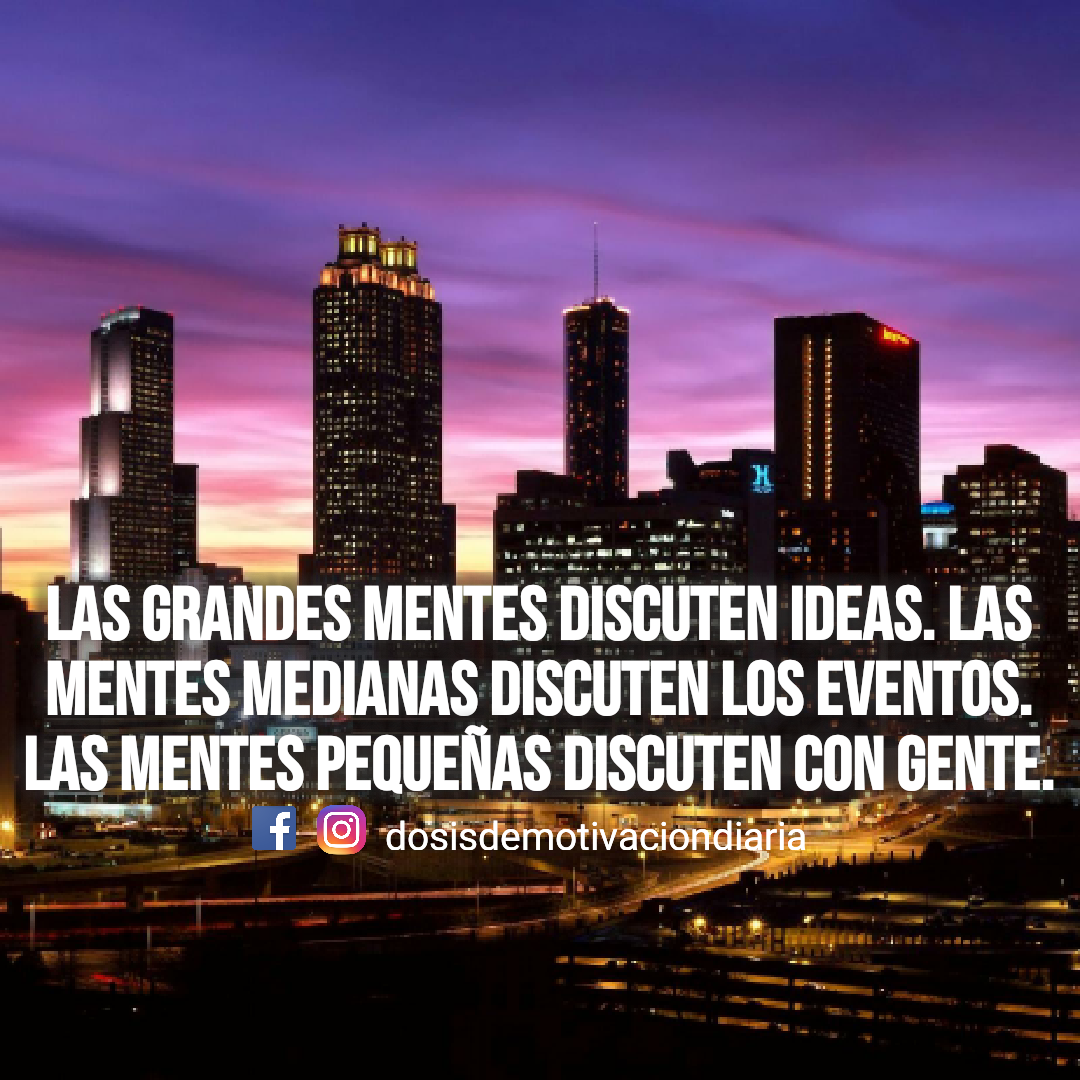 LAS GRANDES MENTES DISCUTEN IDEAS. LAS
MENTES MEDIANAS DISCUTEN LOS EVENTOS.
LAS MENTES PEQUEÑAS DISCUTEN CON GENTE.
dosisdemotivaciondiaria